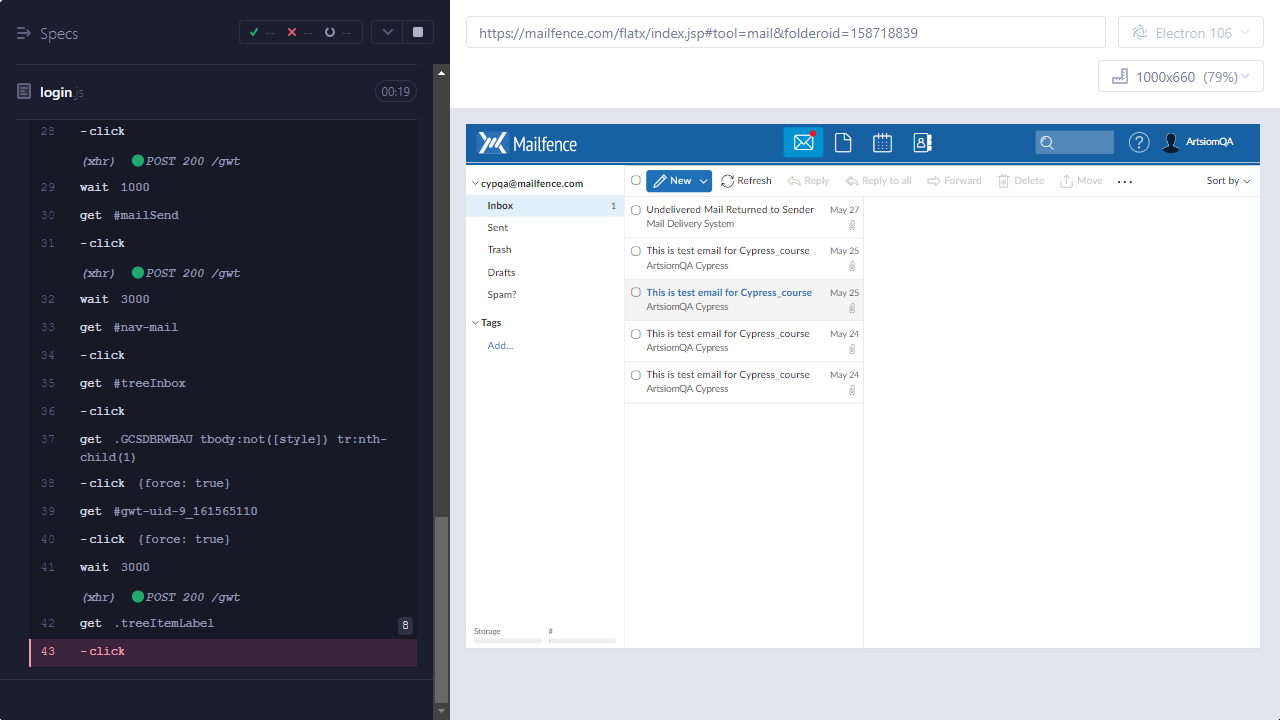 Specs
-- -- --
login.js
00:19
28 -click
(xhr) POST 200 /gwt
29 wait 1000
30 get #mailSend
31 -click
(xhr) POST 200 /gwt
32 wait 3000
33 get #nav-mail
34 -click
35 get #treeInbox
36 -click
37 get .GCSDBRWBAU tbody:not([style]) tr:nth-
child(1)
38 -click {force: true}
39 get #gwt-uid-9_161565110
40 -click {force: true}
41 wait 3000
(xhr) POST 200 /gwt
42 get .treeItemLabel 8
43 -click
https://mailfence.com/flatx/index.jsp#tool=mail&folderoid=158718839
Electron 106
1000x660 (79%)
Mailfence
? ArtsiomQA
cypqa@mailfence.com
Inbox 1
Sent
Trash
Drafts
Spam?
Tags
Add...
Storage #
New Refresh Reply Reply to all Forward Delete Move ... Sort by
Undelivered Mail Returned to Sender May 27
Mail Delivery System
This is test email for Cypress_course May 25
ArtsiomQA Cypress
This is test email for Cypress_course May 25
ArtsiomQA Cypress
This is test email for Cypress_course May 24
ArtsiomQA Cypress
This is test email for Cypress_course May 24
ArtsiomQA Cypress